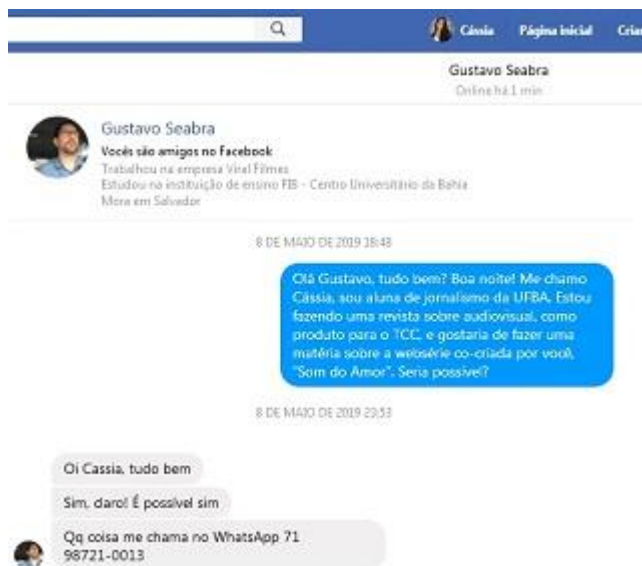 Cássia Página inicial Criar
Gustavo Seabra
Online há 1 min
Gustavo Seabra
Vocês são amigos no Facebook
Trabalhou na empresa Viral Filmes
Estudou na instituição de ensino FIB - Centro Universitário da Bahia
Mora em Salvador
8 DE MAIO DE 2019 18:48
Olá Gustavo, tudo bem? Boa noite! Me chamo
Cássia, sou aluna de jornalismo da UFBA. Estou
fazendo uma revista sobre audiovisual, como
produto para o TCC, e gostaria de fazer uma
matéria sobre a websérie co-criada por você,
"Som do Amor". Seria possível?
8 DE MAIO DE 2019 23:53
Oi Cassia, tudo bem
Sim, claro! É possível sim
Qq coisa me chama no WhatsApp 71
98721-0013